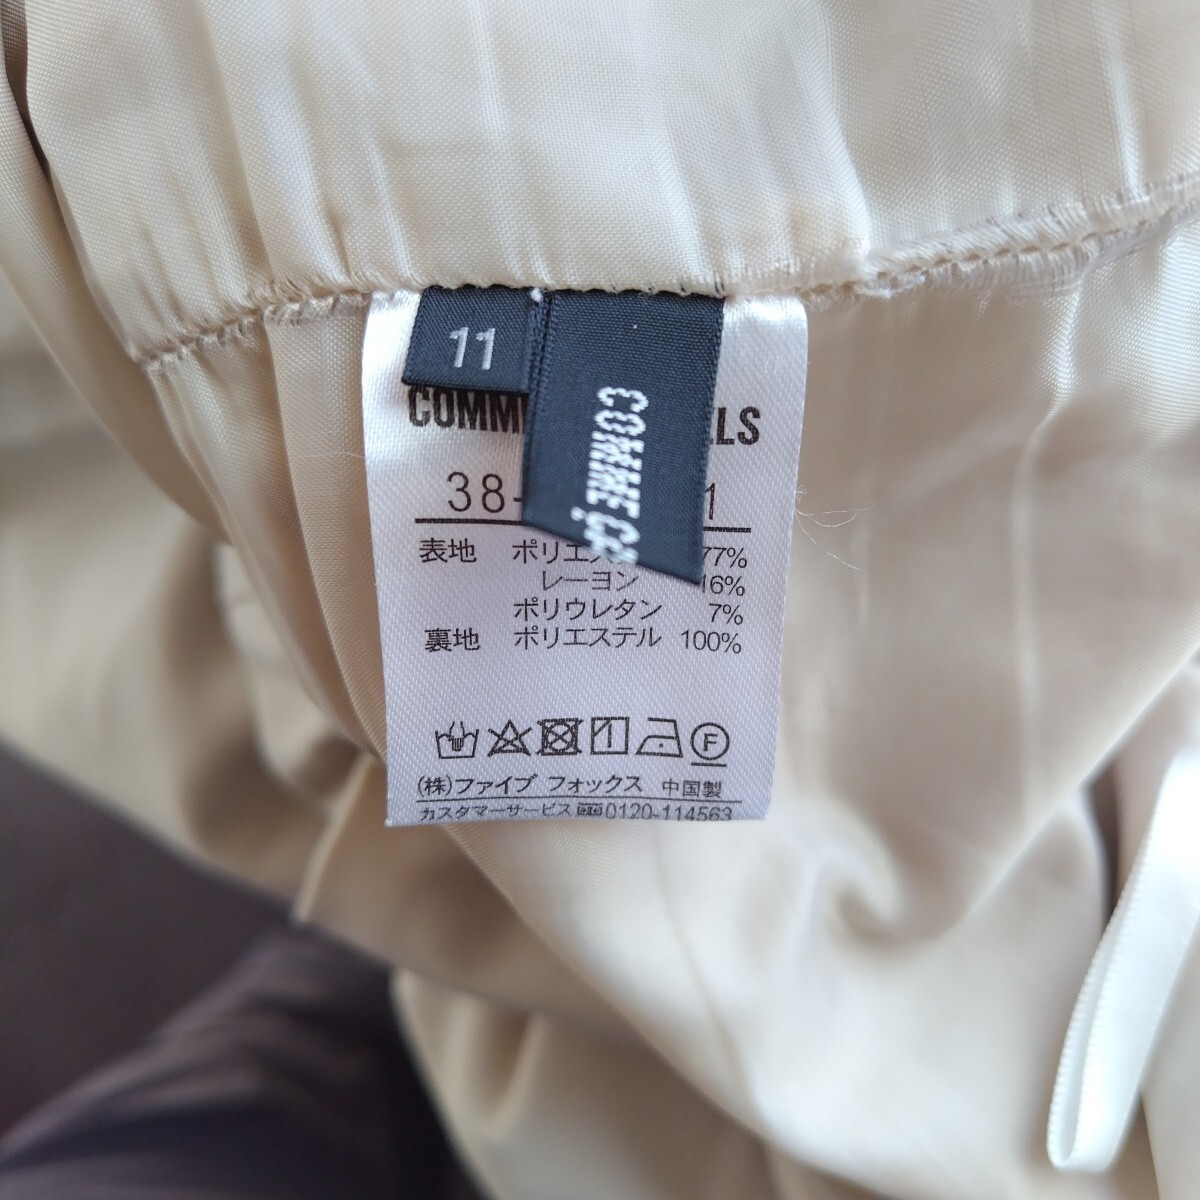 11
COMME Ç
COMM LLS
38- 1
表地 ポリエス 77%
レーヨン 16%
ポリウレタン 7%
裏地 ポリエステル 100%
F
(株)ファイブ フォックス 中国製
カスタマーサービス 0120-114563